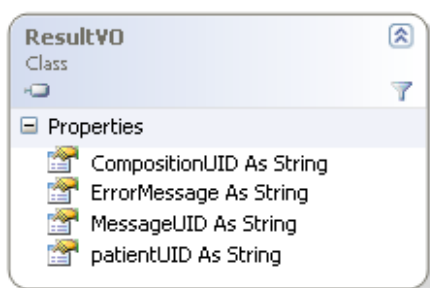 ResultVO
Class
Properties
CompositionUID As String
ErrorMessage As String
MessageUID As String
patientUID As String